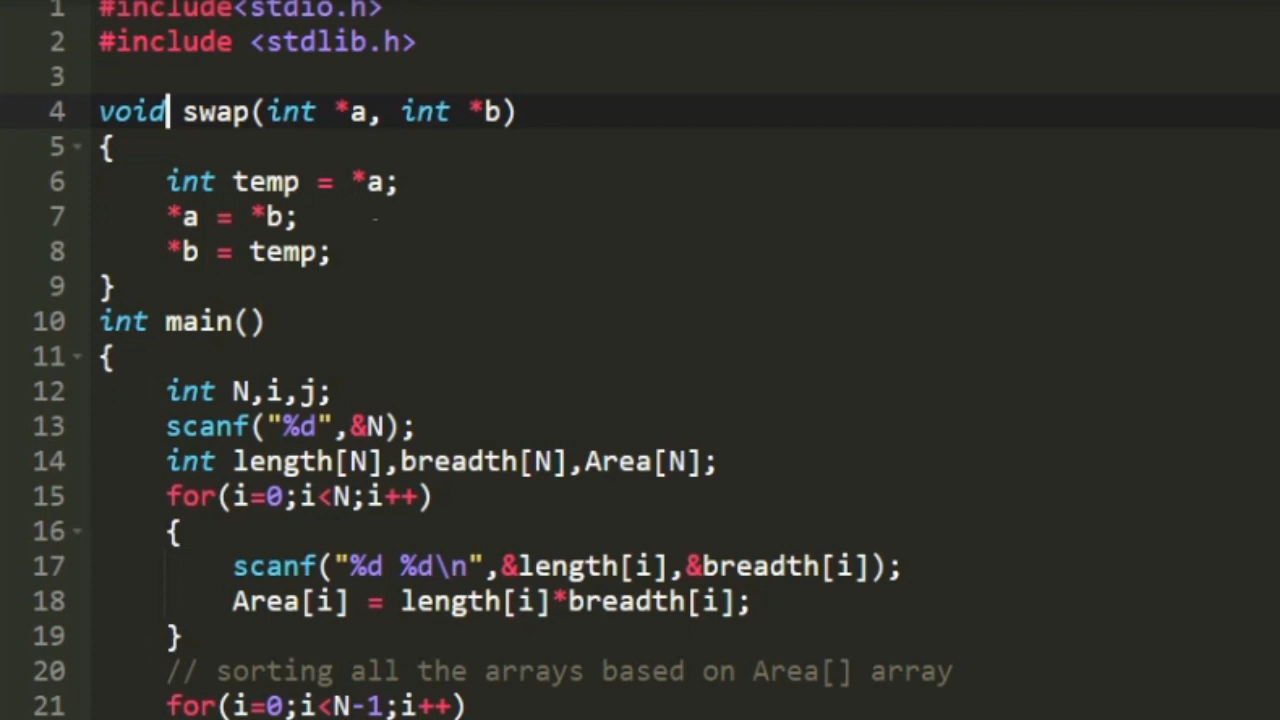 1 #include<stdio.h>
2 #include <stdlib.h>
3
4 void swap(int *a, int *b)
5 {
6 int temp = *a;
7 *a = *b;
8 *b = temp;
9 }
10 int main()
11 {
12 int N,i,j;
13 scanf("%d",&N);
14 int length[N],breadth[N],Area[N];
15 for(i=0;i<N;i++)
16 {
17 scanf("%d %d\n",&length[i],&breadth[i]);
18 Area[i] = length[i]*breadth[i];
19 }
20 // sorting all the arrays based on Area[] array
21 for(i=0;i<N-1;i++)